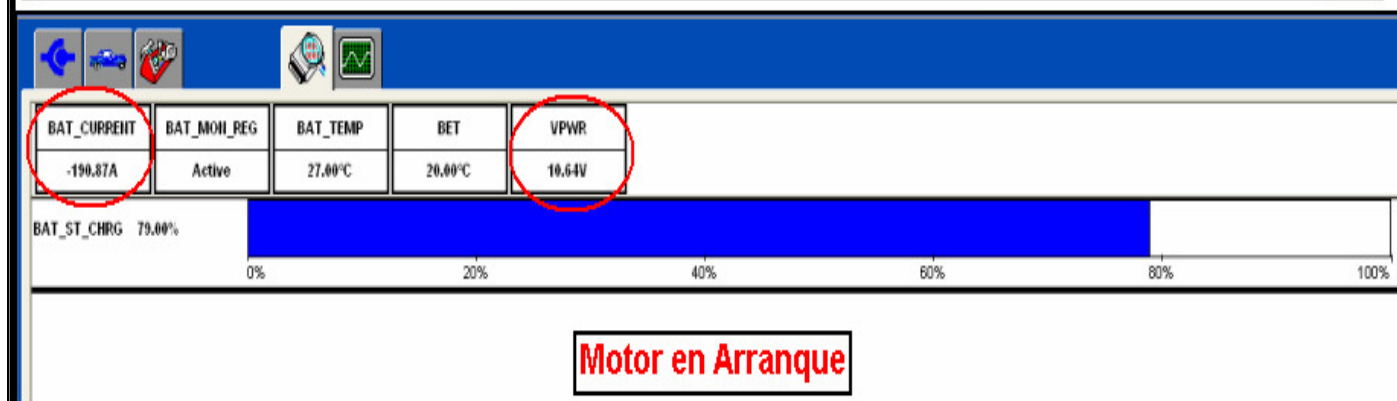 BAT_CURRENT BAT_MON_REG BAT_TEMP BET VPWR
-190.87A Active 27.00°C 20.00°C 10.64V
BAT_ST_CHRG 79.00%
0% 20% 40% 60% 80% 100%
Motor en Arranque